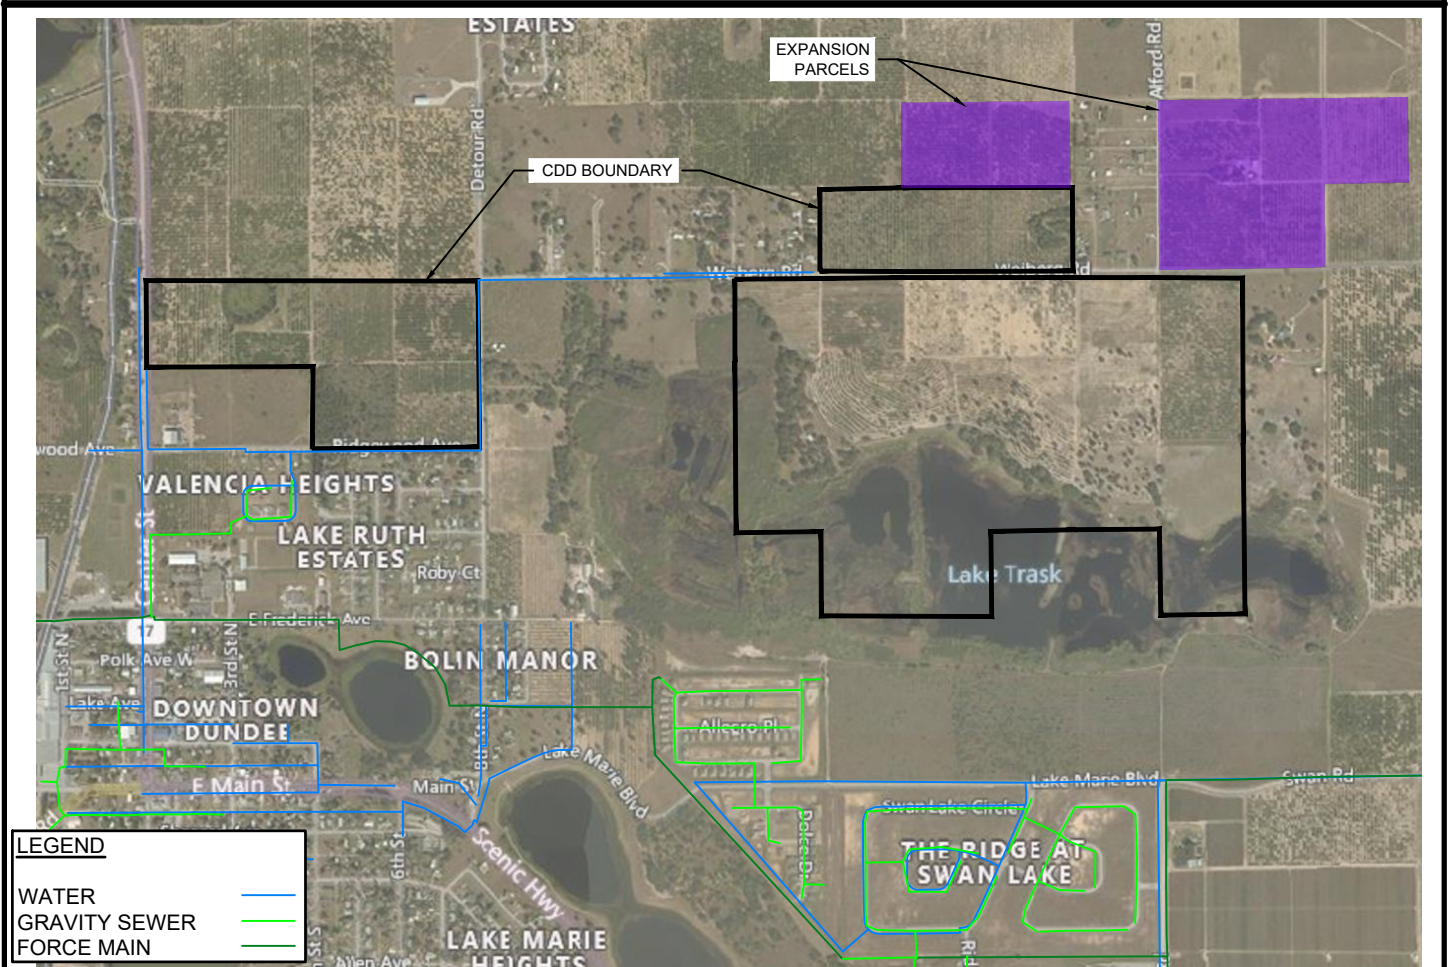 ESTATES
EXPANSION
PARCELS
Alford Rd
Detour Rd
CDD BOUNDARY
Weiberg Rd
wood Ave
Ridgewood Ave
VALENCIA HEIGHTS
LAKE RUTH
ESTATES
Roby Ct
Lake Trask
E Frederick Ave
17
1st St N
Polk Ave W
3rd St N
BOLIN MANOR
Lake Ave
DOWNTOWN
DUNDEE
8th St N
Allegro Pl
Lake Marie Blvd
E Main St
Main St
Lake Marie Blvd
Swan Rd
Swan Lake Circle
Dolce Dr
THE RIDGE AT
SWAN LAKE
6th St
Scenic Hwy
LAKE MARIE
HEIGHTS
Allen Ave
Rid
LEGEND
WATER
GRAVITY SEWER
FORCE MAIN